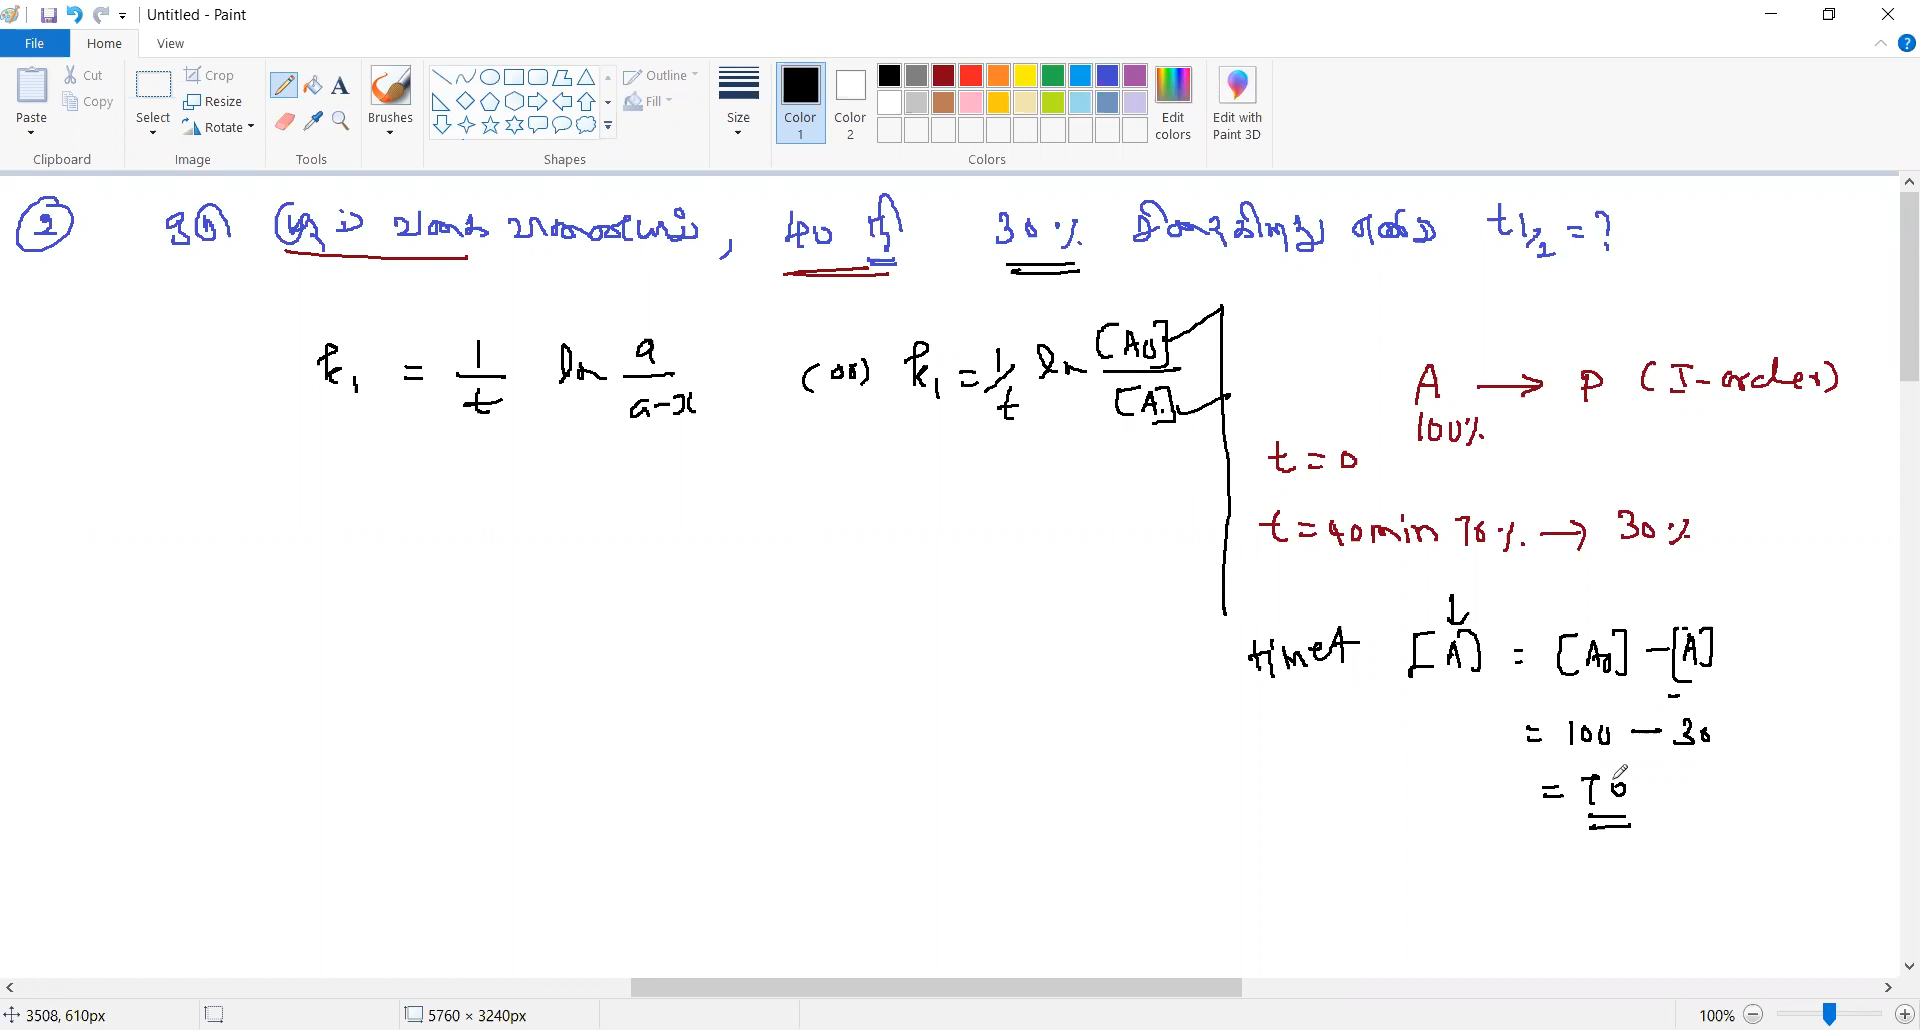 Untitled - Paint
File Home View
Paste
Cut
Copy
Clipboard
Select
Crop
Resize
Rotate
Image
Tools
Brushes
Outline
Fill
Shapes
Size
Color 1
Color 2
Edit colors
Colors
Edit with Paint 3D
② 40 30% t½ = ?
k₁ = 1/t ln a/a-x (or) k₁ = 1/t ln [A₀]/[A]
A → P (I-order)
100%
t = 0
t = 40 min 70% → 30%
time t [A] = [A₀] - [A]
= 100 - 30
= 70
3508, 610px
5760 × 3240px
100%